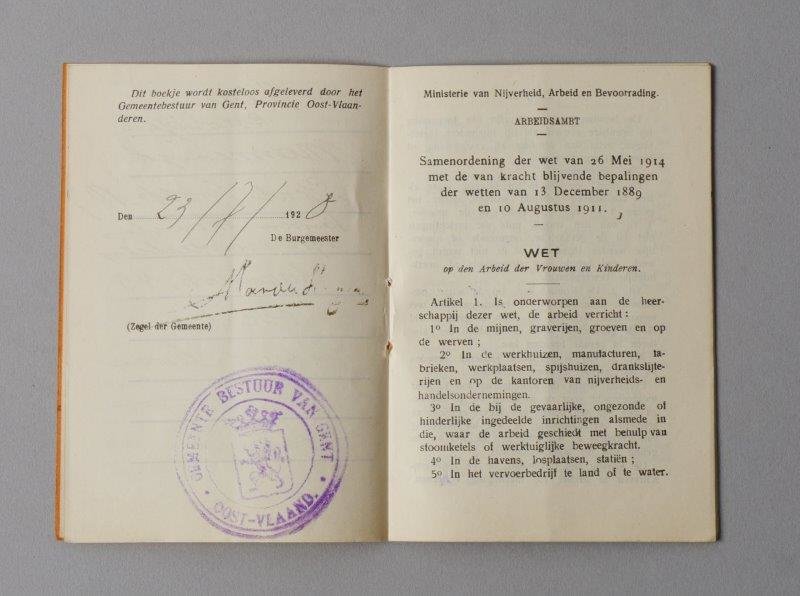 Dit boekje wordt kosteloos afgeleverd door het
Gemeentebestuur van Gent, Provincie Oost-Vlaan-
deren.
Den 23/7/1928
De Burgemeester
(Zegel der Gemeente)
GEMEENTE BESTUUR VAN GENT
• OOST-VLAAND. •
Ministerie van Nijverheid, Arbeid en Bevoorrading.
ARBEIDSAMBT
Samenordening der wet van 26 Mei 1914
met de van kracht blijvende bepalingen
der wetten van 13 December 1889
en 10 Augustus 1911.
WET
op den Arbeid der Vrouwen en Kinderen.
Artikel 1. Is onderworpen aan de heer-
schappij dezer wet, de arbeid verricht :
1º In de mijnen, graverijen, groeven en op
de werven ;
2º In de werkhuizen, manufacturen, fa-
brieken, werkplaatsen, spijshuizen, drankslijte-
rijen en op de kantoren van nijverheids- en
handelsondernemingen.
3º In de bij de gevaarlijke, ongezonde of
hinderlijke ingedeelde inrichtingen alsmede in
die, waar de arbeid geschiedt met behulp van
stoomketels of werktuiglijke beweegkracht.
4º In de havens, losplaatsen, statiën ;
5º In het vervoerbedrijf te land of te water.